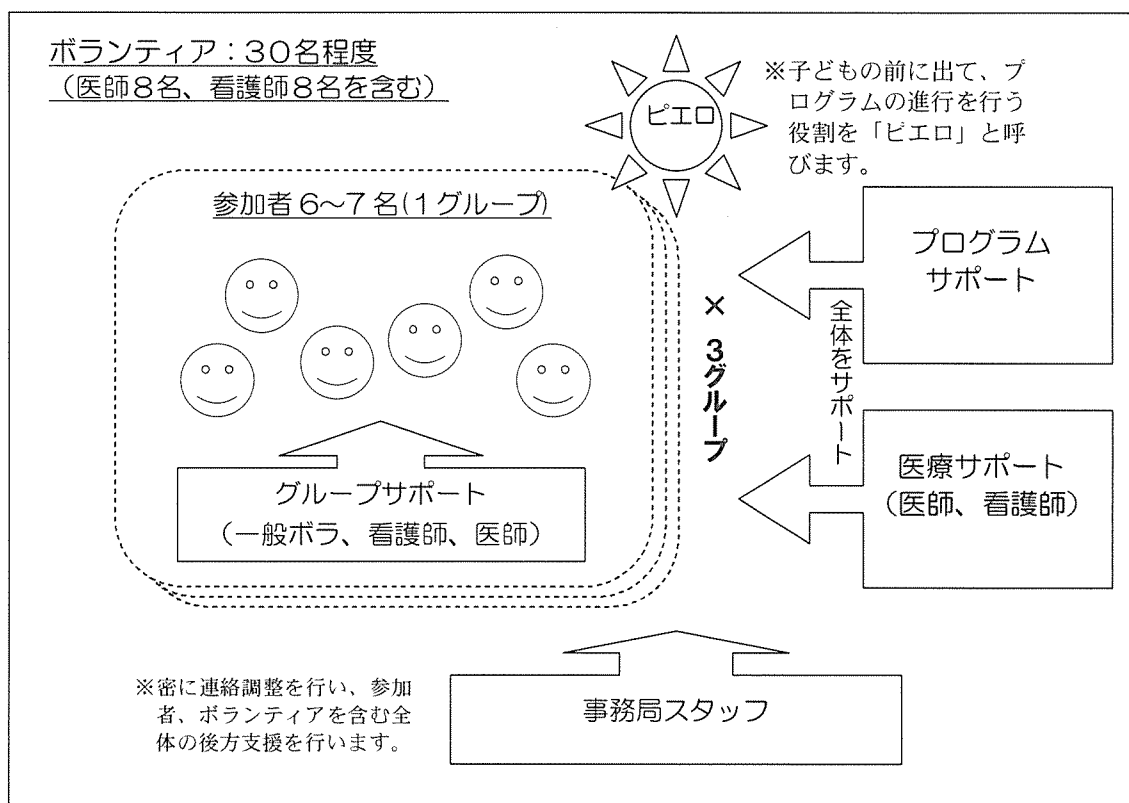 ボランティア:30名程度
(医師8名、看護師8名を含む)
ピエロ
※子どもの前に出て、プ
ログラムの進行を行う
役割を「ピエロ」と呼
びます。
参加者6~7名(1グループ)
× 3グループ
プログラム
サポート
全体をサポート
医療サポート
(医師、看護師)
グループサポート
(一般ボラ、看護師、医師)
※密に連絡調整を行い、参加
者、ボランティアを含む全
体の後方支援を行います。
事務局スタッフ